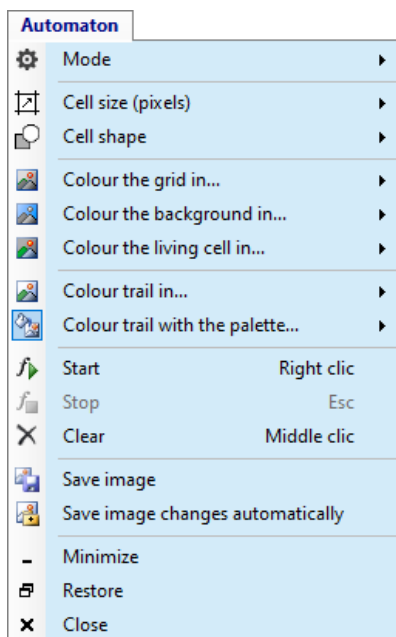 Automaton
Mode
Cell size (pixels)
Cell shape
Colour the grid in...
Colour the background in...
Colour the living cell in...
Colour trail in...
Colour trail with the palette...
Start Right clic
Stop Esc
Clear Middle clic
Save image
Save image changes automatically
Minimize
Restore
Close